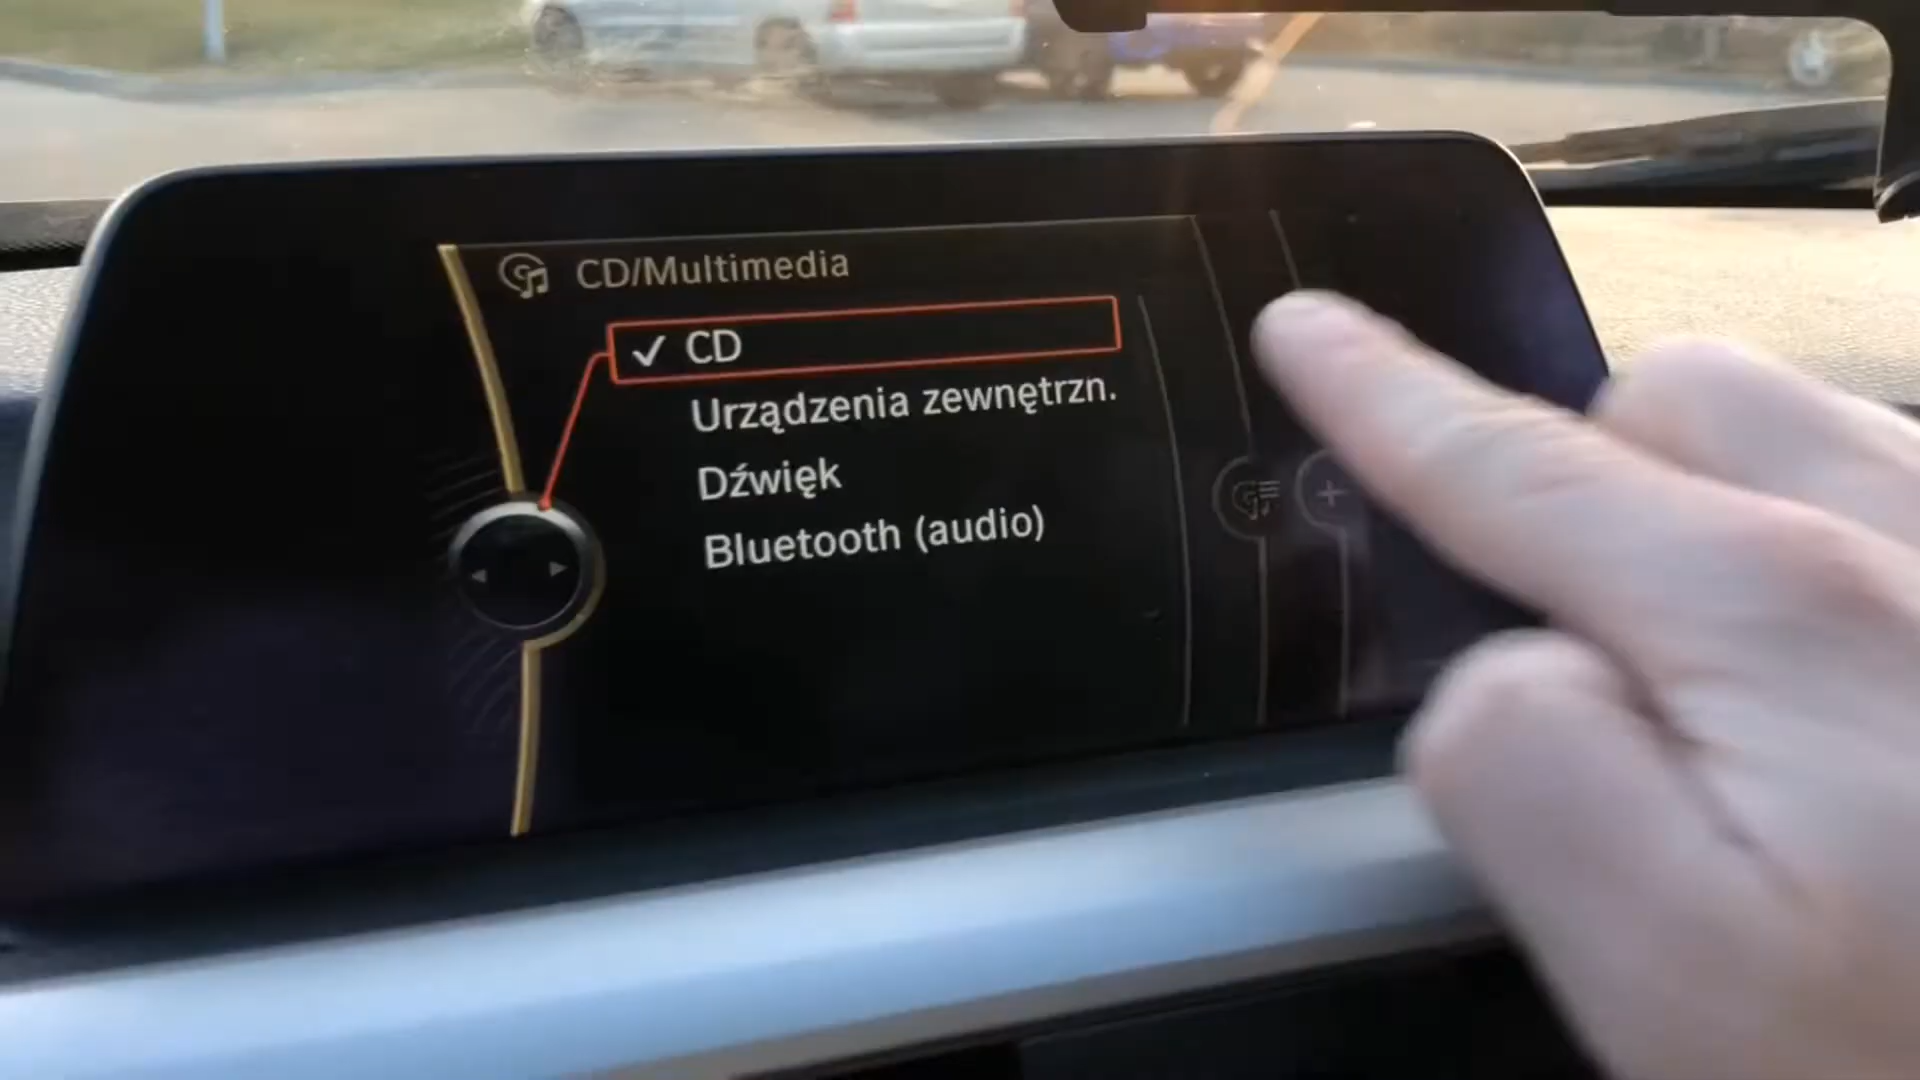 CD/Multimedia
✓ CD
Urządzenia zewnętrzn.
Dźwięk
Bluetooth (audio)